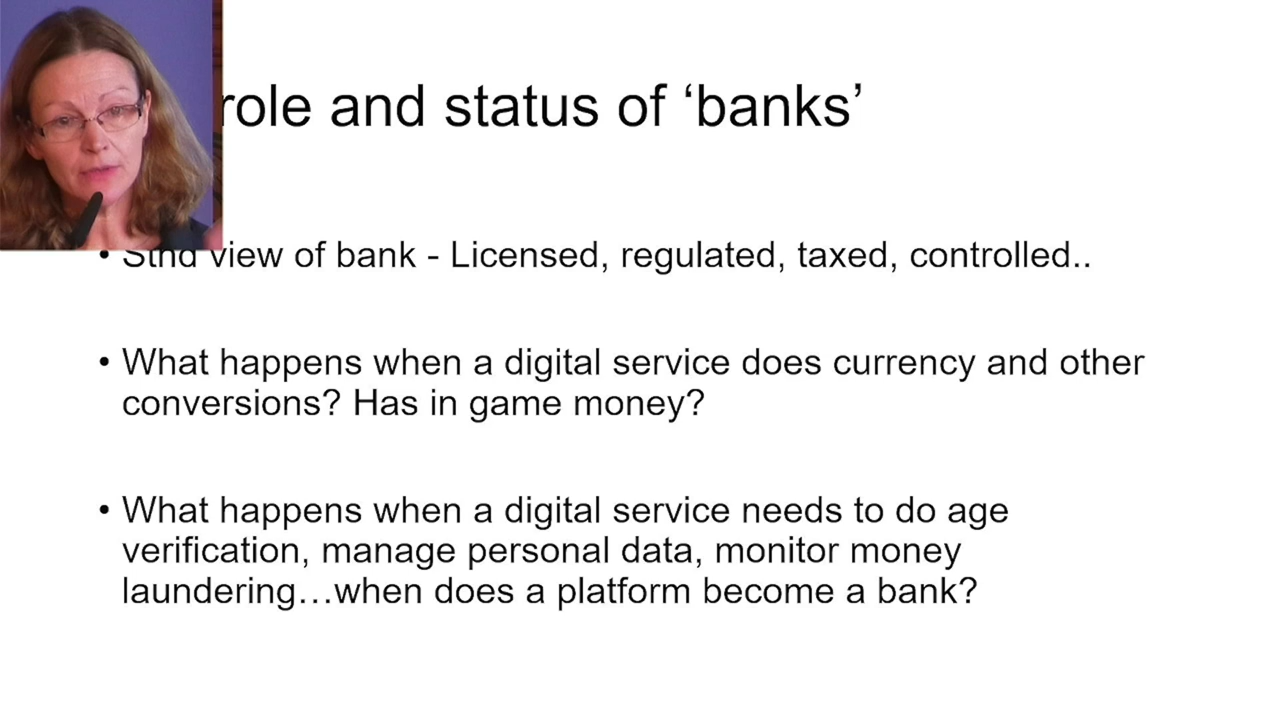 role and status of ‘banks’
• Stnd view of bank - Licensed, regulated, taxed, controlled..
• What happens when a digital service does currency and other
conversions? Has in game money?
• What happens when a digital service needs to do age
verification, manage personal data, monitor money
laundering…when does a platform become a bank?